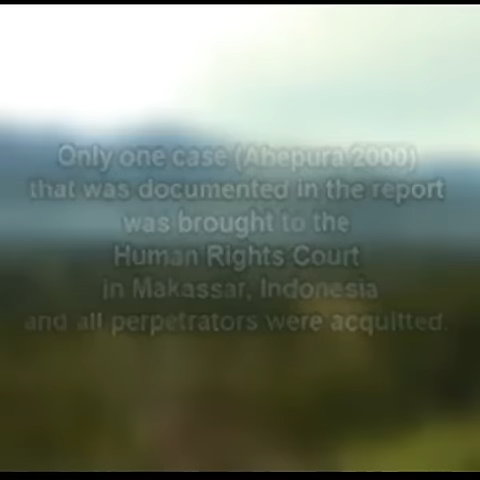 Only one case (Abepura 2000)
that was documented in the report
was brought to the
Human Rights Court
in Makassar, Indonesia
and all perpetrators were acquitted.